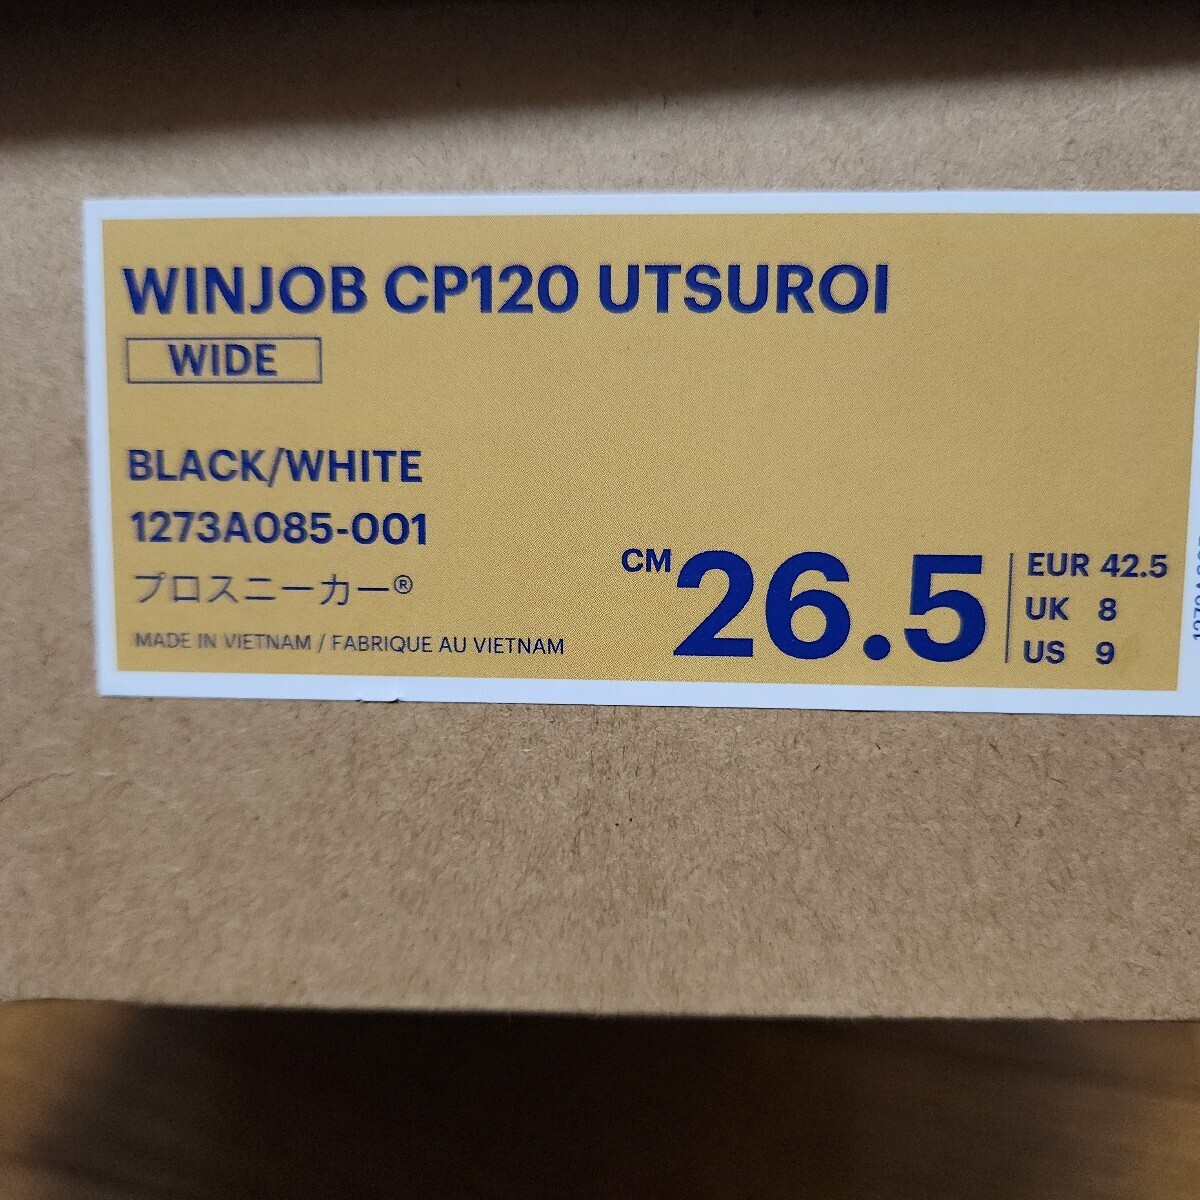 WINJOB CP120 UTSUROI
WIDE
BLACK/WHITE
1273A085-001
プロスニーカー®
MADE IN VIETNAM / FABRIQUE AU VIETNAM
CM 26.5
EUR 42.5
UK 8
US 9